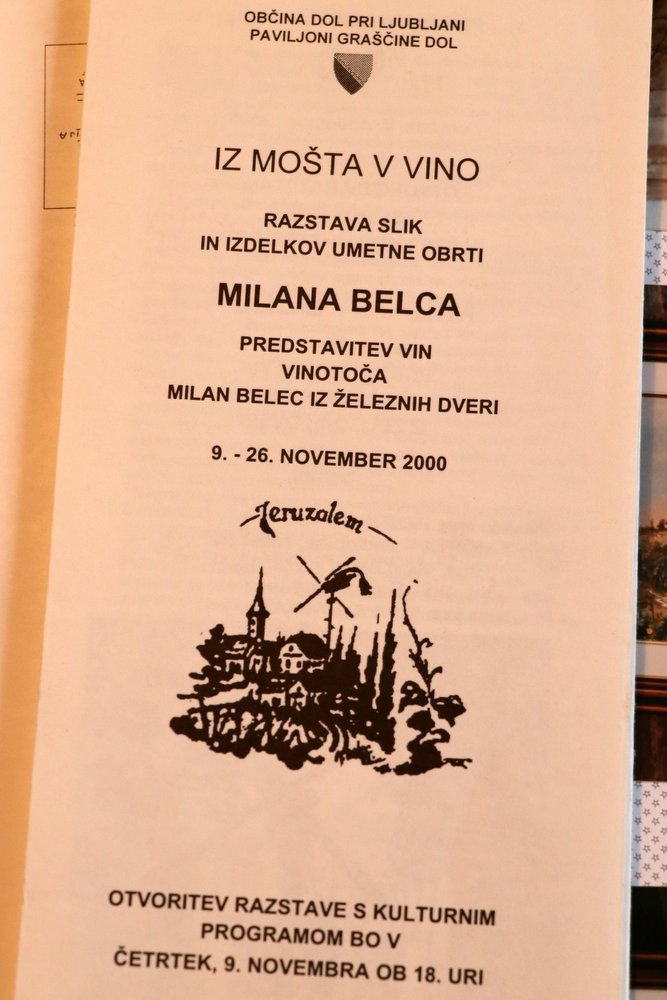 OBČINA DOL PRI LJUBLJANI
PAVILJONI GRAŠČINE DOL
IZ MOŠTA V VINO
RAZSTAVA SLIK
IN IZDELKOV UMETNE OBRTI
MILANA BELCA
PREDSTAVITEV VIN
VINOTOČA
MILAN BELEC IZ ŽELEZNIH DVERI
9. - 26. NOVEMBER 2000
Jeruzalem
OTVORITEV RAZSTAVE S KULTURNIM
PROGRAMOM BO V
ČETRTEK, 9. NOVEMBRA OB 18. URI